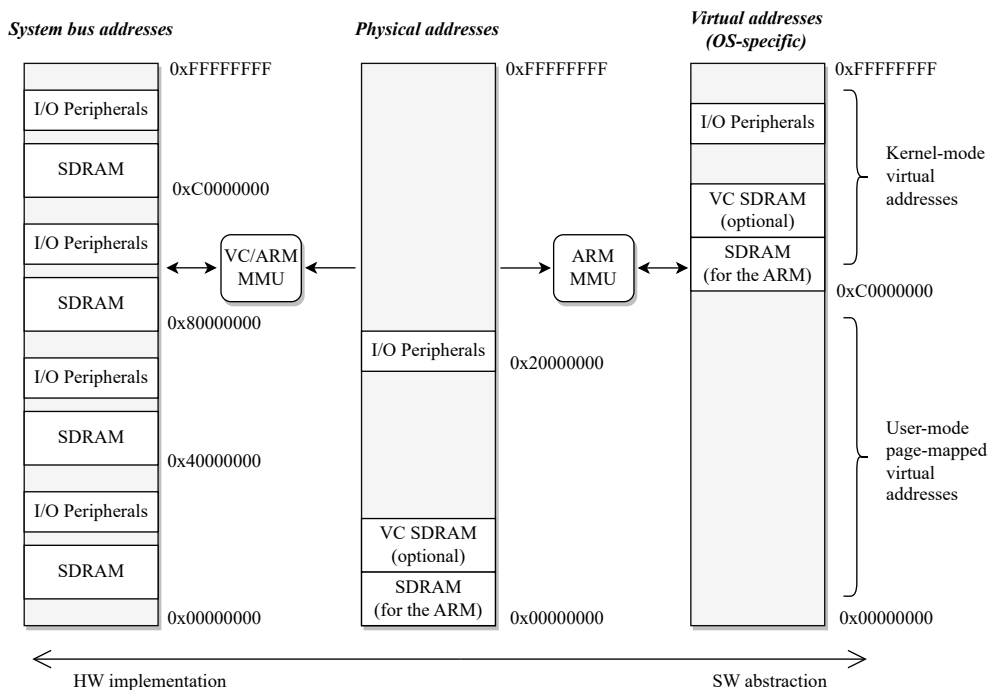 System bus addresses
0xFFFFFFFF
I/O Peripherals
SDRAM
0xC0000000
I/O Peripherals
SDRAM
0x80000000
I/O Peripherals
SDRAM
0x40000000
I/O Peripherals
SDRAM
0x00000000
VC/ARM
MMU
Physical addresses
0xFFFFFFFF
I/O Peripherals
0x20000000
VC SDRAM
(optional)
SDRAM
(for the ARM)
0x00000000
ARM
MMU
Virtual addresses
(OS-specific)
0xFFFFFFFF
I/O Peripherals
VC SDRAM
(optional)
SDRAM
(for the ARM)
0xC0000000
0x00000000
Kernel-mode
virtual
addresses
User-mode
page-mapped
virtual
addresses
HW implementation
SW abstraction